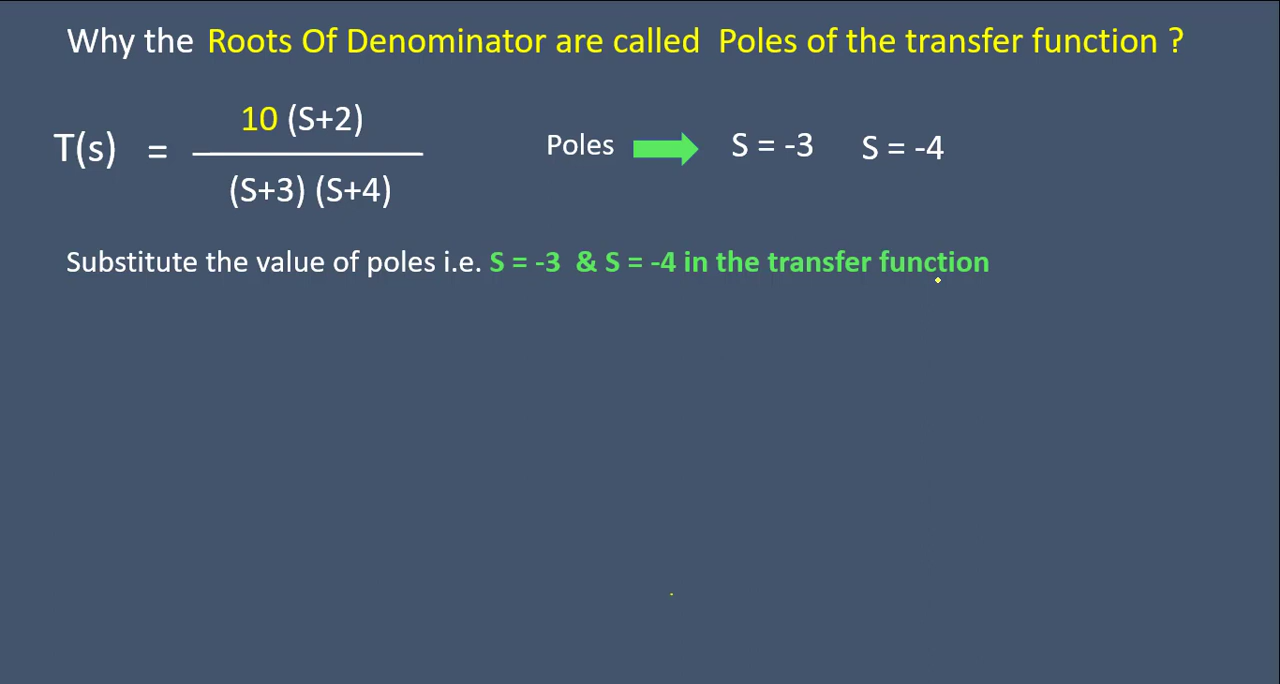 Why the Roots Of Denominator are called Poles of the transfer function ?
10 (S+2)
T(s) =
(S+3) (S+4)
Poles S = -3 S = -4
Substitute the value of poles i.e. S = -3 & S = -4 in the transfer function